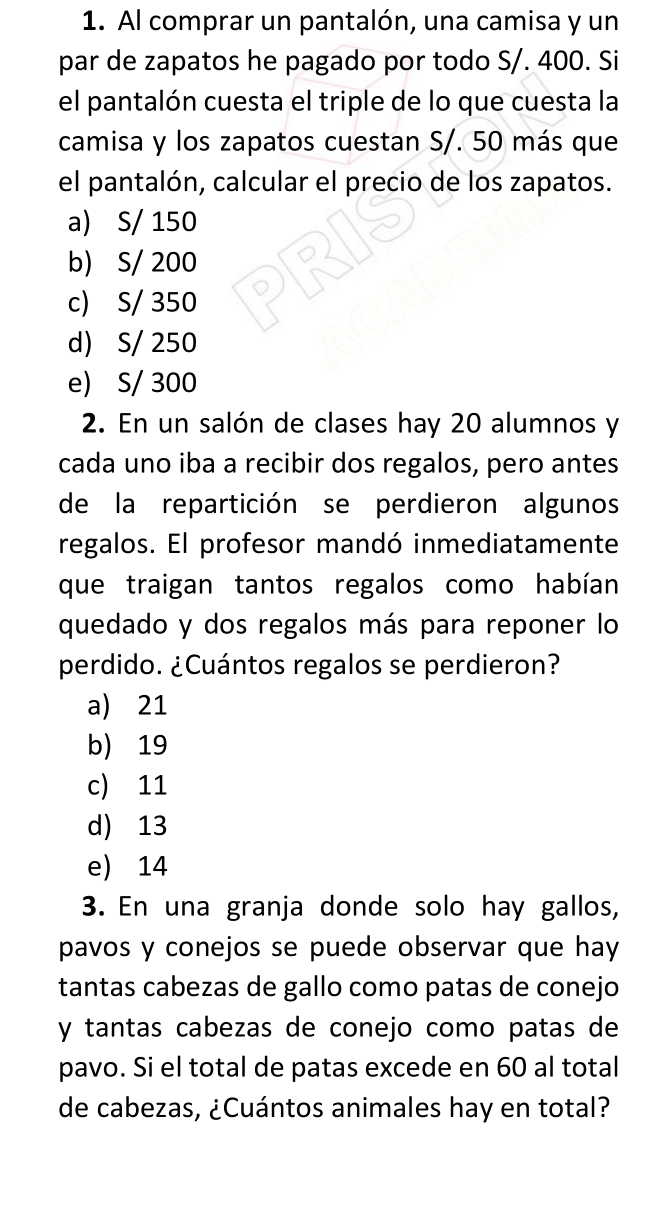 1. Al comprar un pantalón, una camisa y un
par de zapatos he pagado por todo S/. 400. Si
el pantalón cuesta el triple de lo que cuesta la
camisa y los zapatos cuestan S/. 50 más que
el pantalón, calcular el precio de los zapatos.
a) S/ 150
b) S/ 200
c) S/ 350
d) S/ 250
e) S/ 300
PRISTON
ACADEMIA
2. En un salón de clases hay 20 alumnos y
cada uno iba a recibir dos regalos, pero antes
de la repartición se perdieron algunos
regalos. El profesor mandó inmediatamente
que traigan tantos regalos como habían
quedado y dos regalos más para reponer lo
perdido. ¿Cuántos regalos se perdieron?
a) 21
b) 19
c) 11
d) 13
e) 14
3. En una granja donde solo hay gallos,
pavos y conejos se puede observar que hay
tantas cabezas de gallo como patas de conejo
y tantas cabezas de conejo como patas de
pavo. Si el total de patas excede en 60 al total
de cabezas, ¿Cuántos animales hay en total?